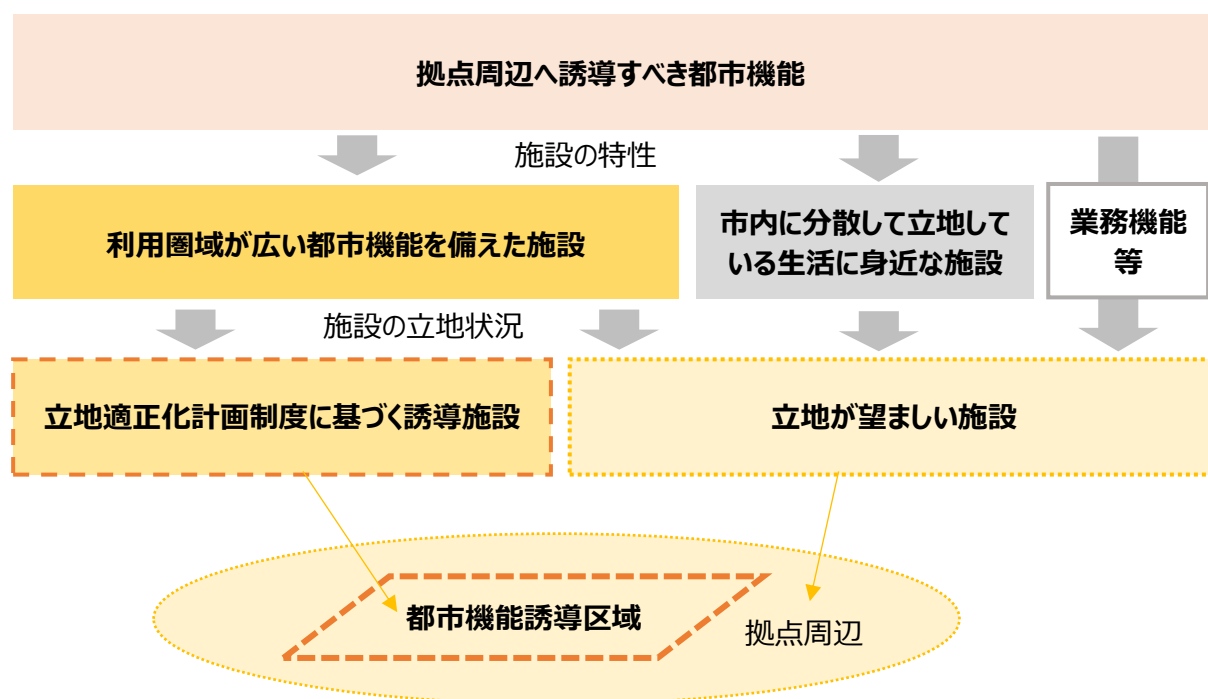 拠点周辺へ誘導すべき都市機能
施設の特性
利用圏域が広い都市機能を備えた施設
市内に分散して立地して
いる生活に身近な施設
業務機能
等
施設の立地状況
立地適正化計画制度に基づく誘導施設
立地が望ましい施設
都市機能誘導区域
拠点周辺